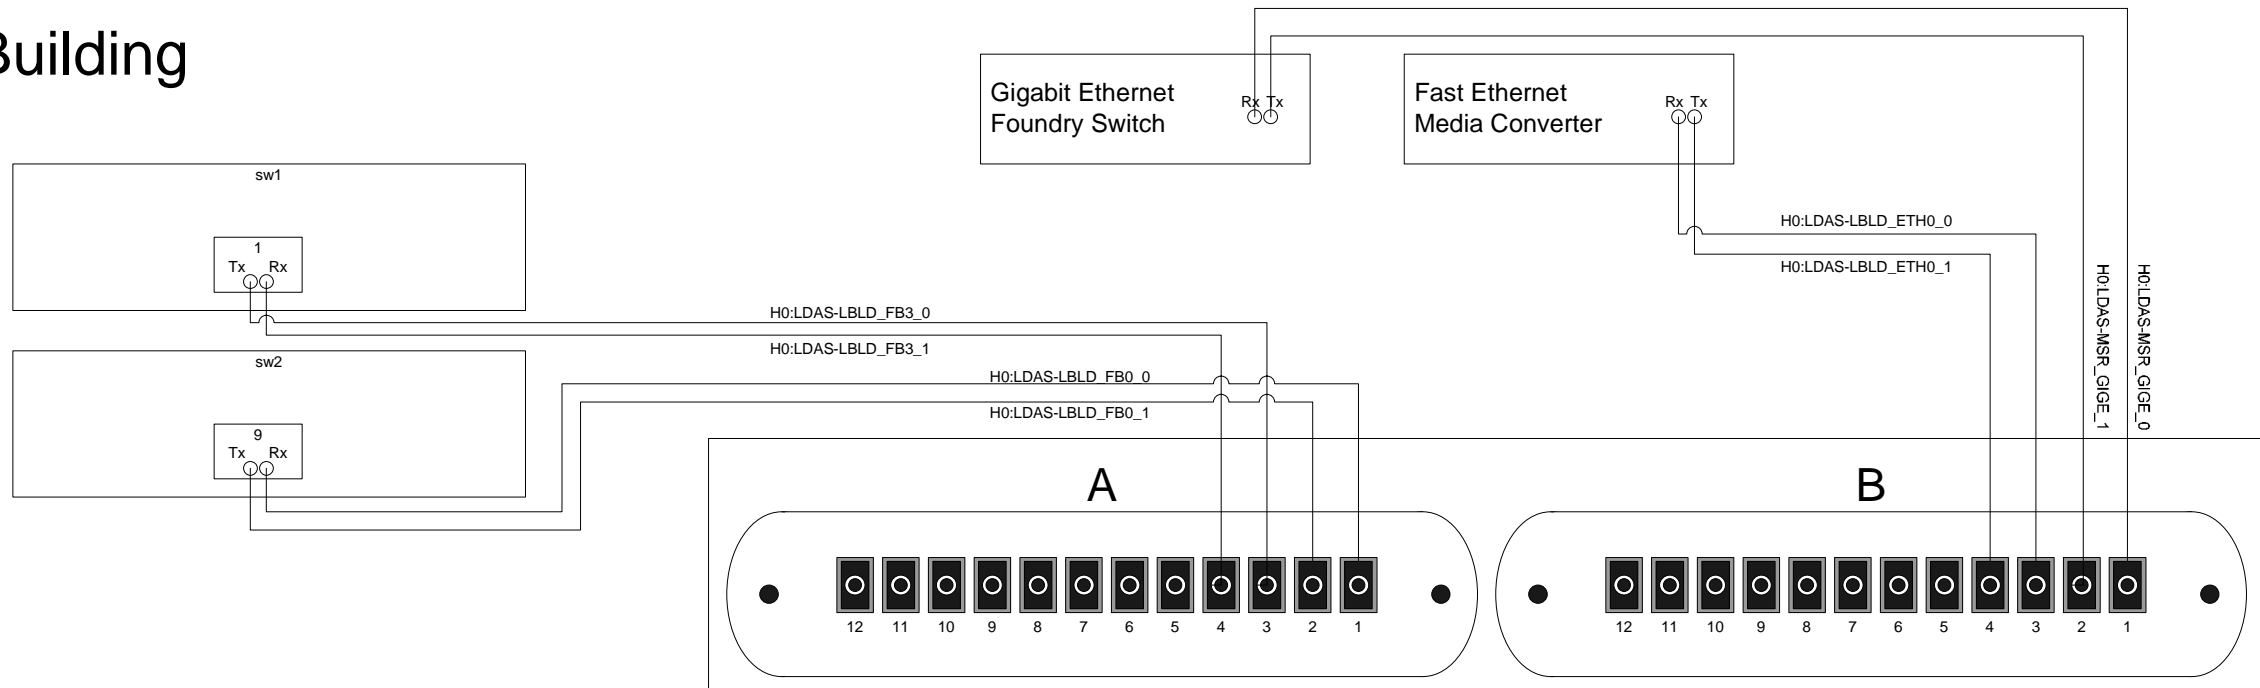 Building
Gigabit Ethernet
Foundry Switch
Rx Tx
Fast Ethernet
Media Converter
Rx Tx
sw1
1
Tx Rx
H0:LDAS-LBLD_ETH0_0
H0:LDAS-LBLD_ETH0_1
H0:LDAS-MSR_GIGE_1
H0:LDAS-MSR_GIGE_0
H0:LDAS-LBLD_FB3_0
H0:LDAS-LBLD_FB3_1
sw2
9
Tx Rx
H0:LDAS-LBLD_FB0_0
H0:LDAS-LBLD_FB0_1
A
12 11 10 9 8 7 6 5 4 3 2 1
B
12 11 10 9 8 7 6 5 4 3 2 1